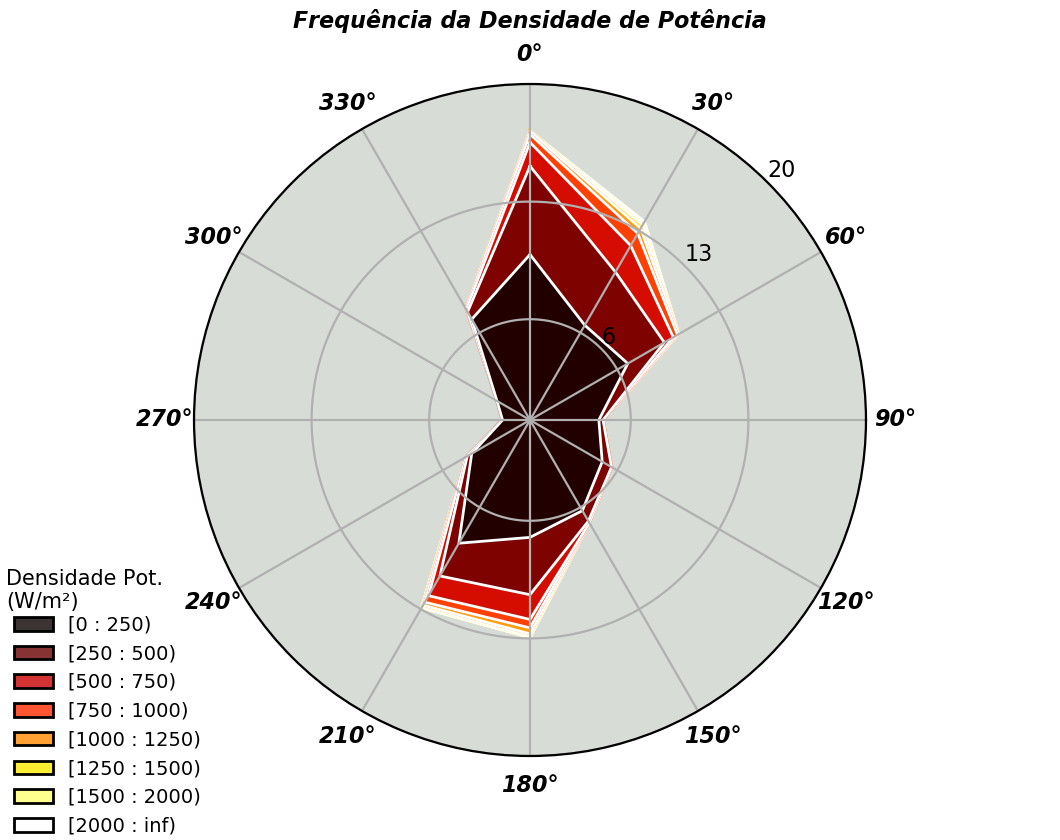 Frequência da Densidade de Potência
0°
330°
30°
20
300°
60°
13
6
270°
90°
240°
120°
210°
150°
180°
Densidade Pot.
(W/m²)
[0 : 250)
[250 : 500)
[500 : 750)
[750 : 1000)
[1000 : 1250)
[1250 : 1500)
[1500 : 2000)
[2000 : inf)